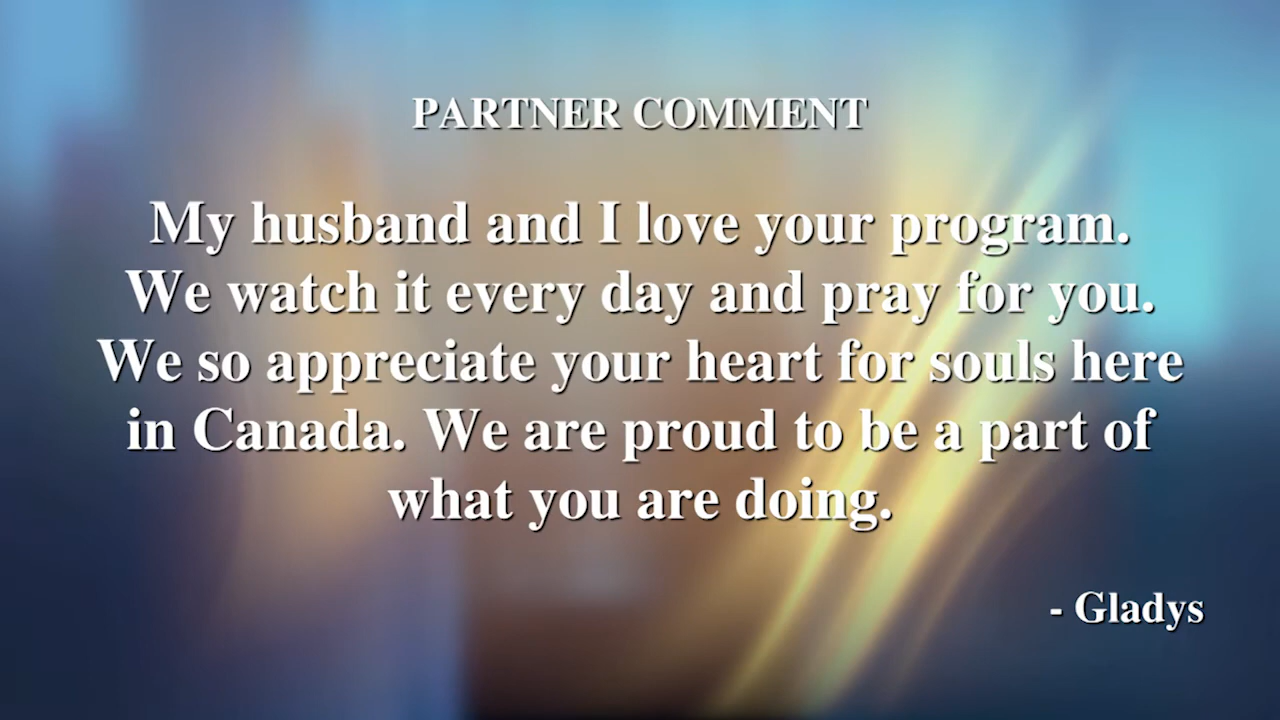 PARTNER COMMENT
My husband and I love your program.
We watch it every day and pray for you.
We so appreciate your heart for souls here
in Canada. We are proud to be a part of
what you are doing.
- Gladys